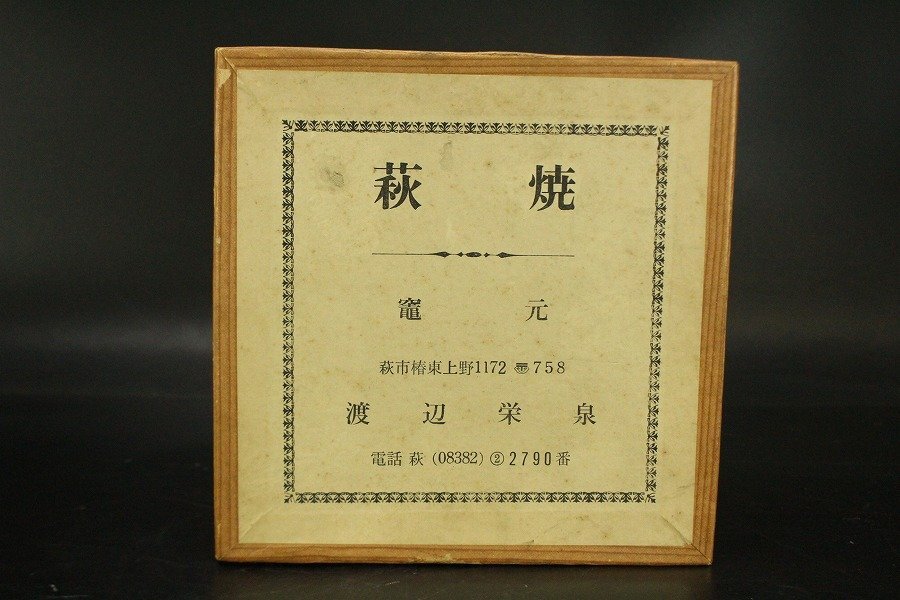 萩焼
竈元
萩市椿東上野1172 〠758
渡辺栄泉
電話 萩 (08382) ② 2790番